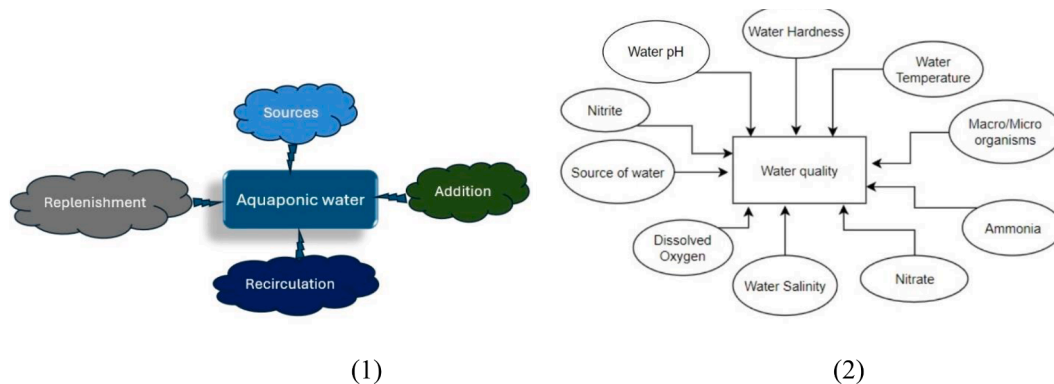 Sources
Replenishment
Aquaponic water
Addition
Recirculation
(1)
Water Hardness
Water pH
Water
Temperature
Nitrite
Macro/Micro
organisms
Source of water
Water quality
Ammonia
Dissolved
Oxygen
Water Salinity
Nitrate
(2)